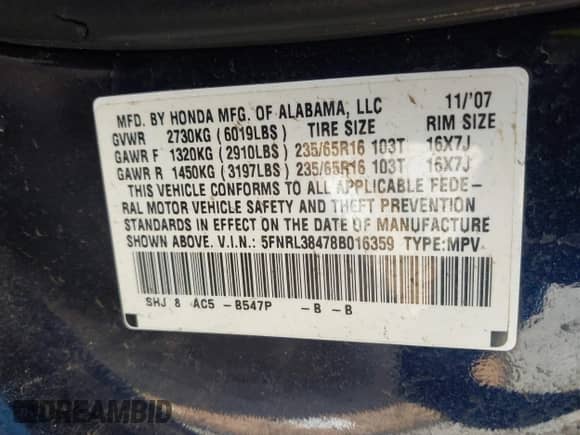 MFD. BY HONDA MFG. OF ALABAMA, LLC 11/'07
GVWR 2730KG (6019LBS) TIRE SIZE RIM SIZE
GAWR F 1320KG (2910LBS) 235/65R16 103T 16X7J
GAWR R 1450KG (3197LBS) 235/65R16 103T 16X7J
THIS VEHICLE CONFORMS TO ALL APPLICABLE FEDE-
RAL MOTOR VEHICLE SAFETY AND THEFT PREVENTION
STANDARDS IN EFFECT ON THE DATE OF MANUFACTURE
SHOWN ABOVE. V.I.N.: 5FNRL38478B016359 TYPE:MPV
SHJ 8 AC5 -B547P -B -B
DREAMBID